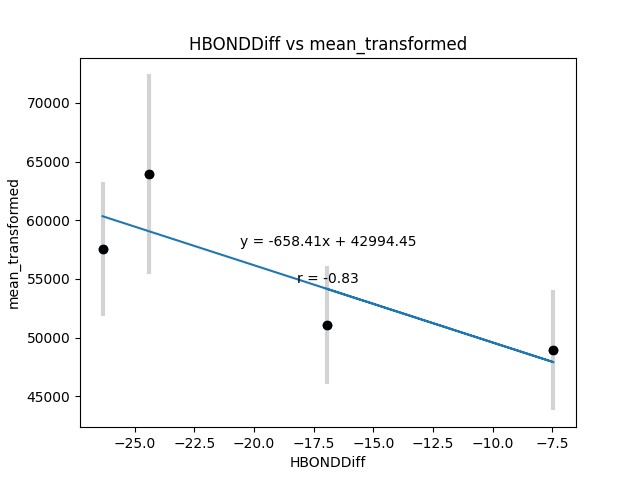 HBONDDiff vs mean_transformed
70000
65000
60000
55000
50000
45000
mean_transformed
y = -658.41x + 42994.45
r = -0.83
−25.0 −22.5 −20.0 −17.5 −15.0 −12.5 −10.0 −7.5
HBONDDiff